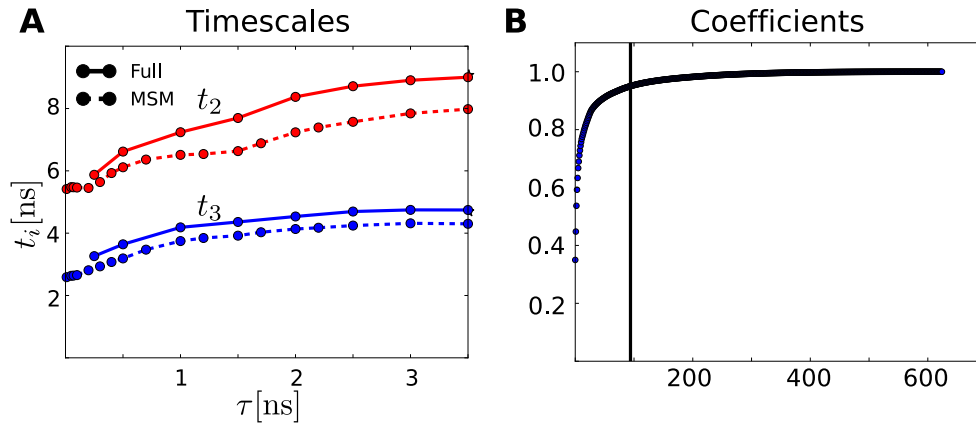 A Timescales
Full
MSM
t₂
t₃
8
6
4
2
1 2 3
tᵢ[ns]
τ[ns]
B Coefficients
1.0
0.8
0.6
0.4
0.2
200 400 600